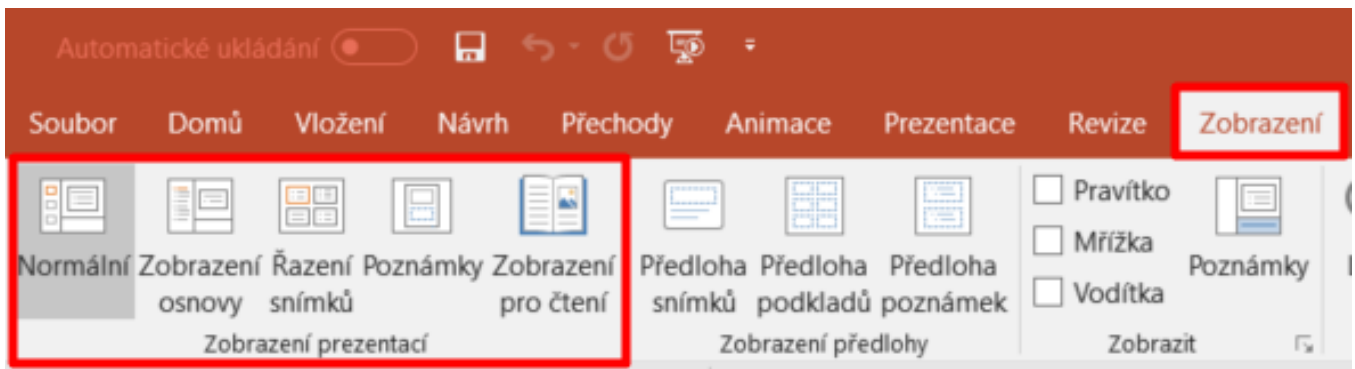 Automatické ukládání
Soubor Domů Vložení Návrh Přechody Animace Prezentace Revize Zobrazení
Normální
Zobrazení
osnovy
Řazení
snímků
Poznámky
Zobrazení
pro čtení
Zobrazení prezentací
Předloha
snímků
Předloha
podkladů
Předloha
poznámek
Zobrazení předlohy
Pravítko
Mřížka
Vodítka
Poznámky
Zobrazit